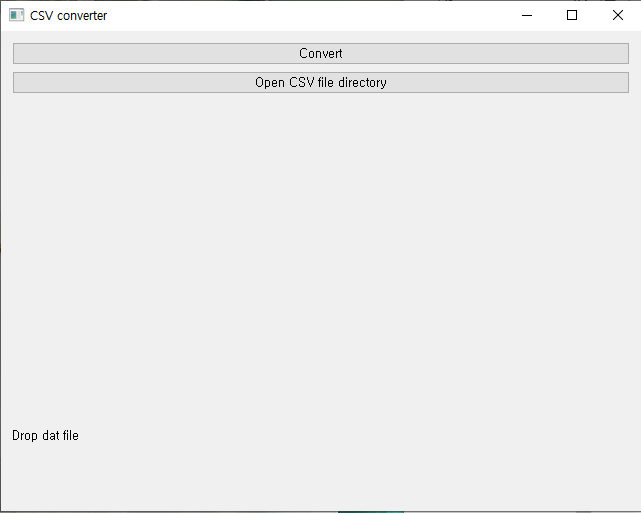 CSV converter
Convert
Open CSV file directory
Drop dat file